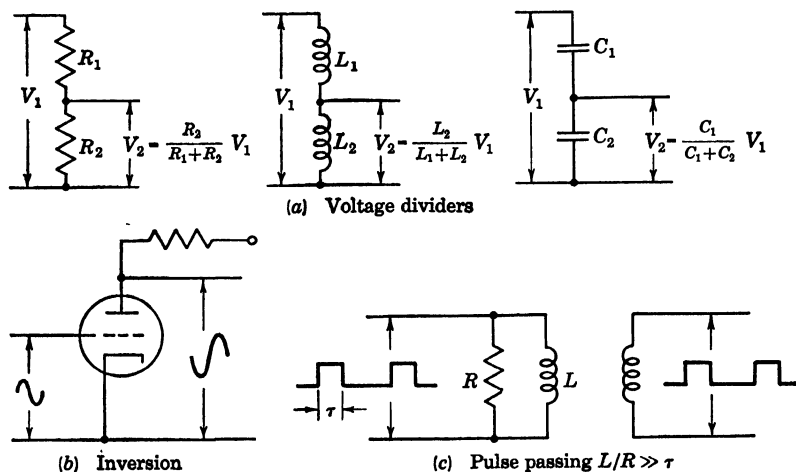 V₁
R₁
R₂
V₂ = R₂/(R₁+R₂) V₁
V₁
L₁
L₂
V₂ = L₂/(L₁+L₂) V₁
V₁
C₁
C₂
V₂ = C₁/(C₁+C₂) V₁
(a) Voltage dividers
(b) Inversion
τ
R
L
(c) Pulse passing L/R ≫ τ